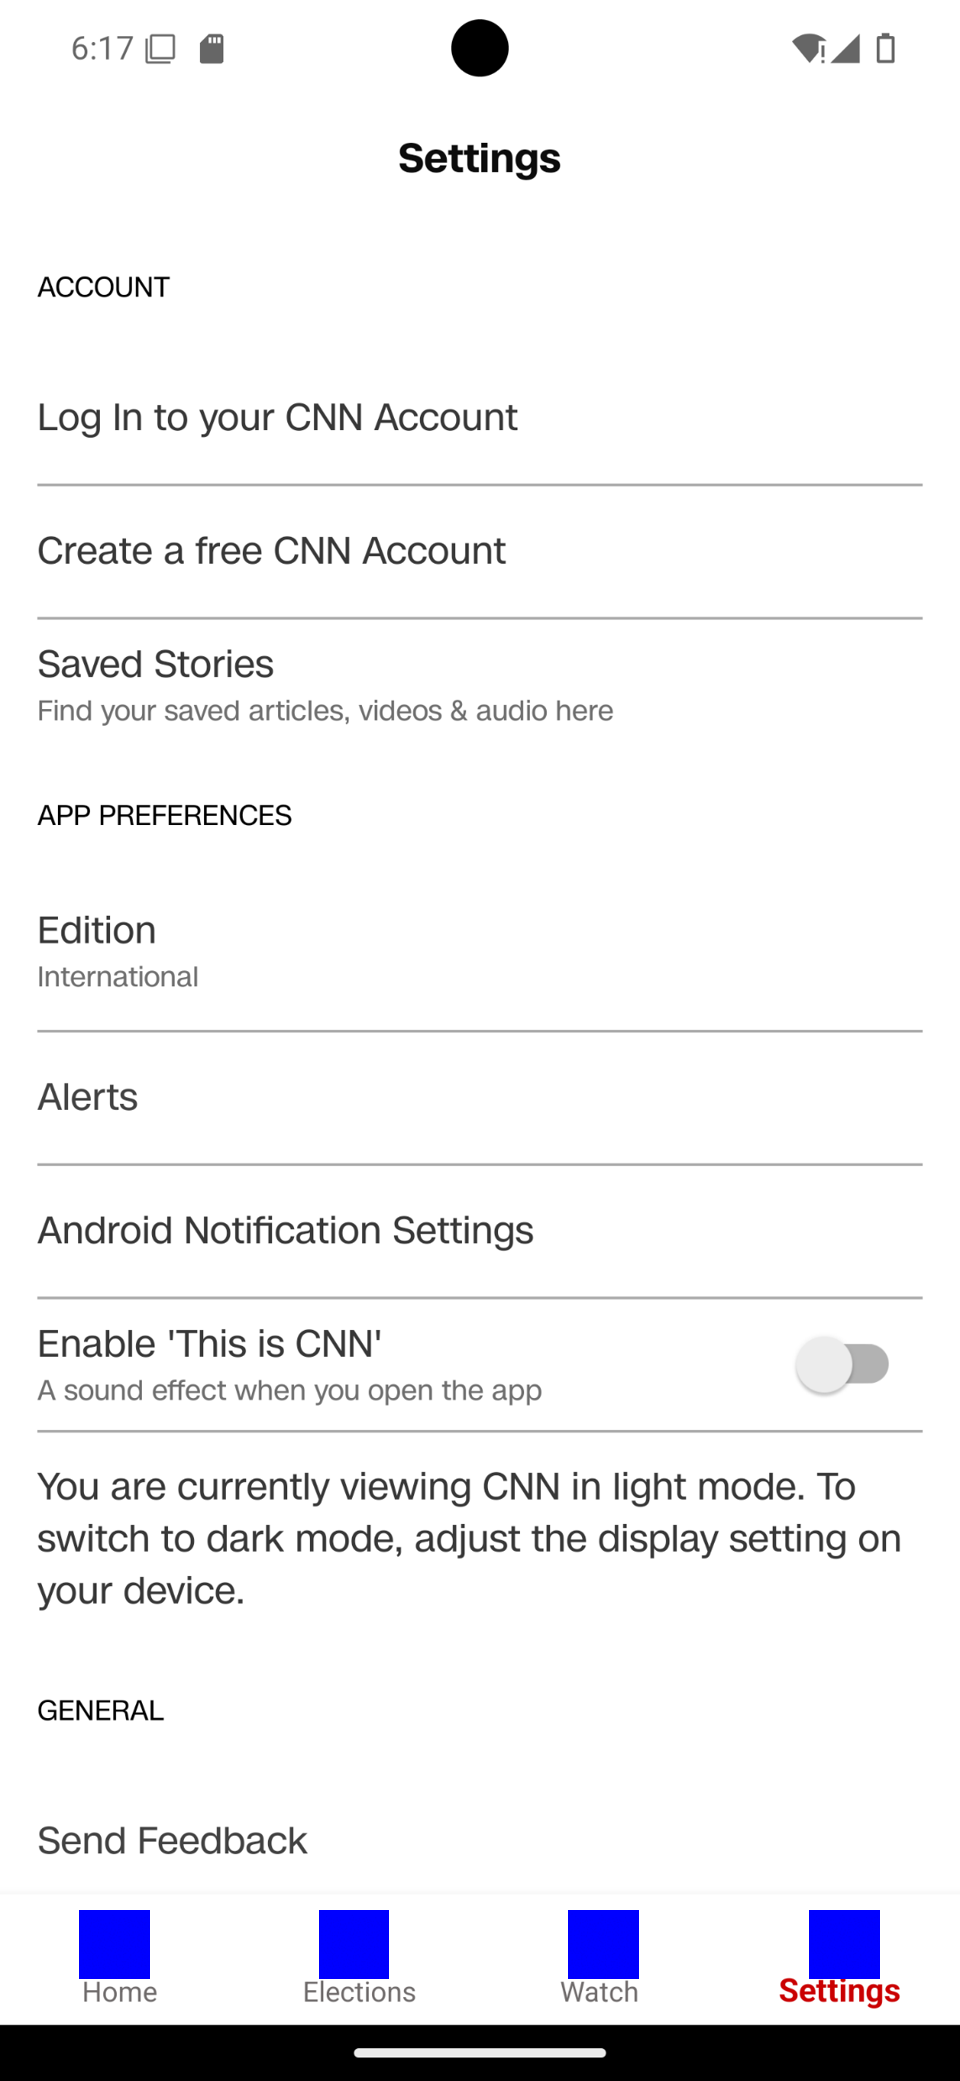 6:17
Settings
ACCOUNT
Log In to your CNN Account
Create a free CNN Account
Saved Stories
Find your saved articles, videos & audio here
APP PREFERENCES
Edition
International
Alerts
Android Notification Settings
Enable 'This is CNN'
A sound effect when you open the app
You are currently viewing CNN in light mode. To
switch to dark mode, adjust the display setting on
your device.
GENERAL
Send Feedback
Home
Elections
Watch
Settings